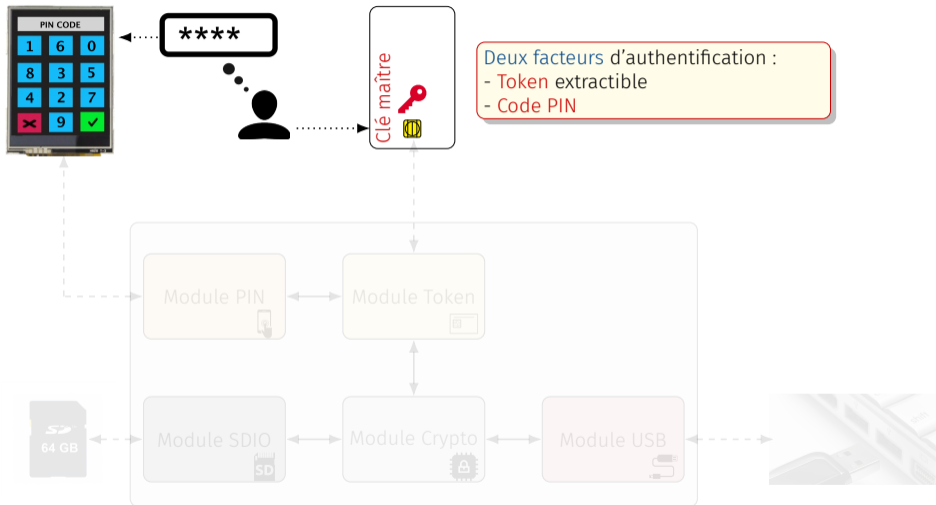 PIN CODE
1 6 0
8 3 5
4 2 7
9
****
Clé maître
Deux facteurs d'authentification :
- Token extractible
- Code PIN
Module PIN
Module Token
SD
64 GB
Module SDIO
SD
Module Crypto
Module USB